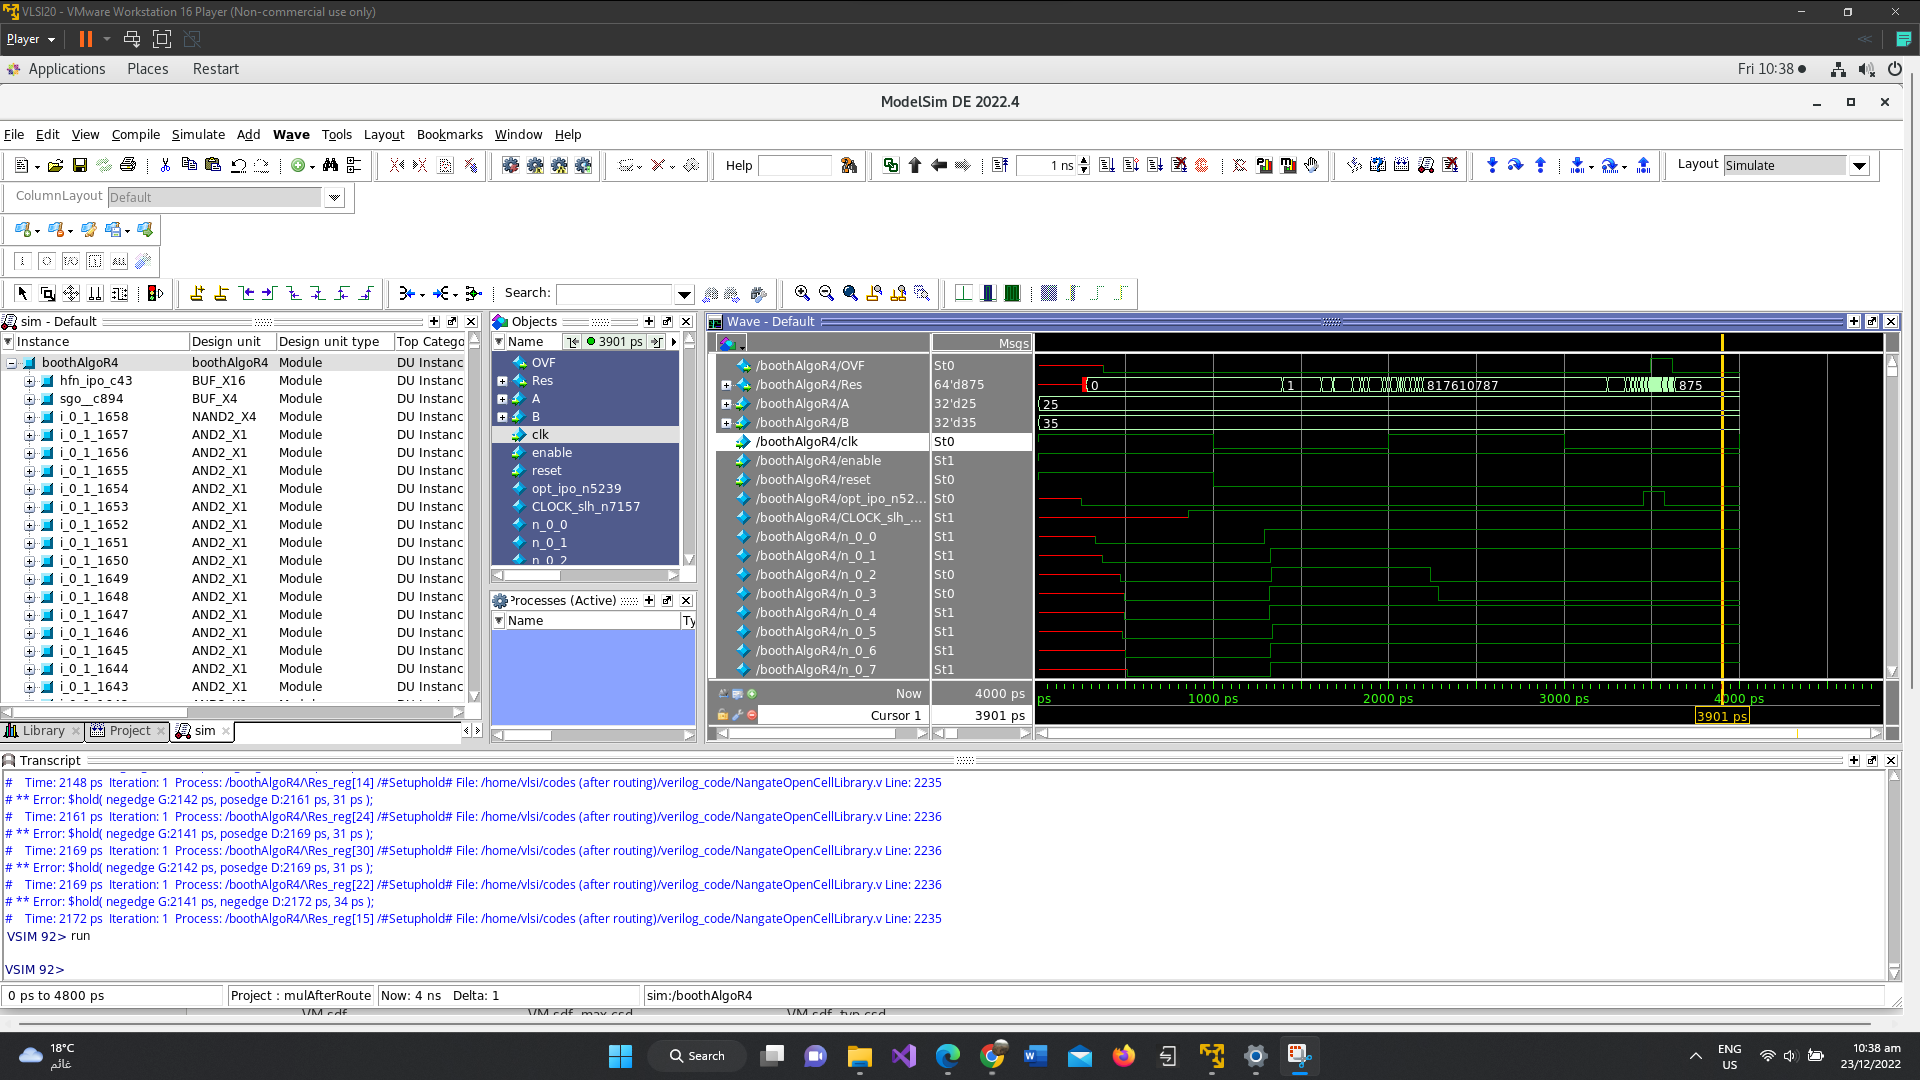 VLSI20 - VMware Workstation 16 Player (Non-commercial use only)
Player
Applications Places Restart Fri 10:38
ModelSim DE 2022.4
File Edit View Compile Simulate Add Wave Tools Layout Bookmarks Window Help
Help 1 ns Layout Simulate
ColumnLayout Default
Search:
sim - Default
Instance Design unit Design unit type Top Catego
boothAlgoR4 boothAlgoR4 Module DU Instanc
hfn_ipo_c43 BUF_X16 Module DU Instanc
sgo__c894 BUF_X4 Module DU Instanc
i_0_1_1658 NAND2_X4 Module DU Instanc
i_0_1_1657 AND2_X1 Module DU Instanc
i_0_1_1656 AND2_X1 Module DU Instanc
i_0_1_1655 AND2_X1 Module DU Instanc
i_0_1_1654 AND2_X1 Module DU Instanc
i_0_1_1653 AND2_X1 Module DU Instanc
i_0_1_1652 AND2_X1 Module DU Instanc
i_0_1_1651 AND2_X1 Module DU Instanc
i_0_1_1650 AND2_X1 Module DU Instanc
i_0_1_1649 AND2_X1 Module DU Instanc
i_0_1_1648 AND2_X1 Module DU Instanc
i_0_1_1647 AND2_X1 Module DU Instanc
i_0_1_1646 AND2_X1 Module DU Instanc
i_0_1_1645 AND2_X1 Module DU Instanc
i_0_1_1644 AND2_X1 Module DU Instanc
i_0_1_1643 AND2_X1 Module DU Instanc
Library Project sim
Objects
Name 3901 ps
OVF
Res
A
B
clk
enable
reset
opt_ipo_n5239
CLOCK_slh_n7157
n_0_0
n_0_1
n_0_2
Processes (Active)
Name Ty
Wave - Default
Msgs
/boothAlgoR4/OVF St0
/boothAlgoR4/Res 64'd875 0 1 817610787 875
/boothAlgoR4/A 32'd25 25
/boothAlgoR4/B 32'd35 35
/boothAlgoR4/clk St0
/boothAlgoR4/enable St1
/boothAlgoR4/reset St0
/boothAlgoR4/opt_ipo_n52... St0
/boothAlgoR4/CLOCK_slh_... St1
/boothAlgoR4/n_0_0 St1
/boothAlgoR4/n_0_1 St1
/boothAlgoR4/n_0_2 St0
/boothAlgoR4/n_0_3 St0
/boothAlgoR4/n_0_4 St1
/boothAlgoR4/n_0_5 St1
/boothAlgoR4/n_0_6 St1
/boothAlgoR4/n_0_7 St1
Now 4000 ps ps 1000 ps 2000 ps 3000 ps 4000 ps
Cursor 1 3901 ps 3901 ps
Transcript
# Time: 2148 ps Iteration: 1 Process: /boothAlgoR4/\Res_reg[14] /#Setuphold# File: /home/vlsi/codes (after routing)/verilog_code/NangateOpenCellLibrary.v Line: 2235
# ** Error: $hold( negedge G:2142 ps, posedge D:2161 ps, 31 ps );
# Time: 2161 ps Iteration: 1 Process: /boothAlgoR4/\Res_reg[24] /#Setuphold# File: /home/vlsi/codes (after routing)/verilog_code/NangateOpenCellLibrary.v Line: 2236
# ** Error: $hold( negedge G:2141 ps, posedge D:2169 ps, 31 ps );
# Time: 2169 ps Iteration: 1 Process: /boothAlgoR4/\Res_reg[30] /#Setuphold# File: /home/vlsi/codes (after routing)/verilog_code/NangateOpenCellLibrary.v Line: 2236
# ** Error: $hold( negedge G:2142 ps, posedge D:2169 ps, 31 ps );
# Time: 2169 ps Iteration: 1 Process: /boothAlgoR4/\Res_reg[22] /#Setuphold# File: /home/vlsi/codes (after routing)/verilog_code/NangateOpenCellLibrary.v Line: 2236
# ** Error: $hold( negedge G:2141 ps, negedge D:2172 ps, 34 ps );
# Time: 2172 ps Iteration: 1 Process: /boothAlgoR4/\Res_reg[15] /#Setuphold# File: /home/vlsi/codes (after routing)/verilog_code/NangateOpenCellLibrary.v Line: 2235
VSIM 92> run
VSIM 92>
0 ps to 4800 ps Project : mulAfterRoute Now: 4 ns Delta: 1 sim:/boothAlgoR4
18°C
غائم
Search
ENG
US
10:38 am
23/12/2022